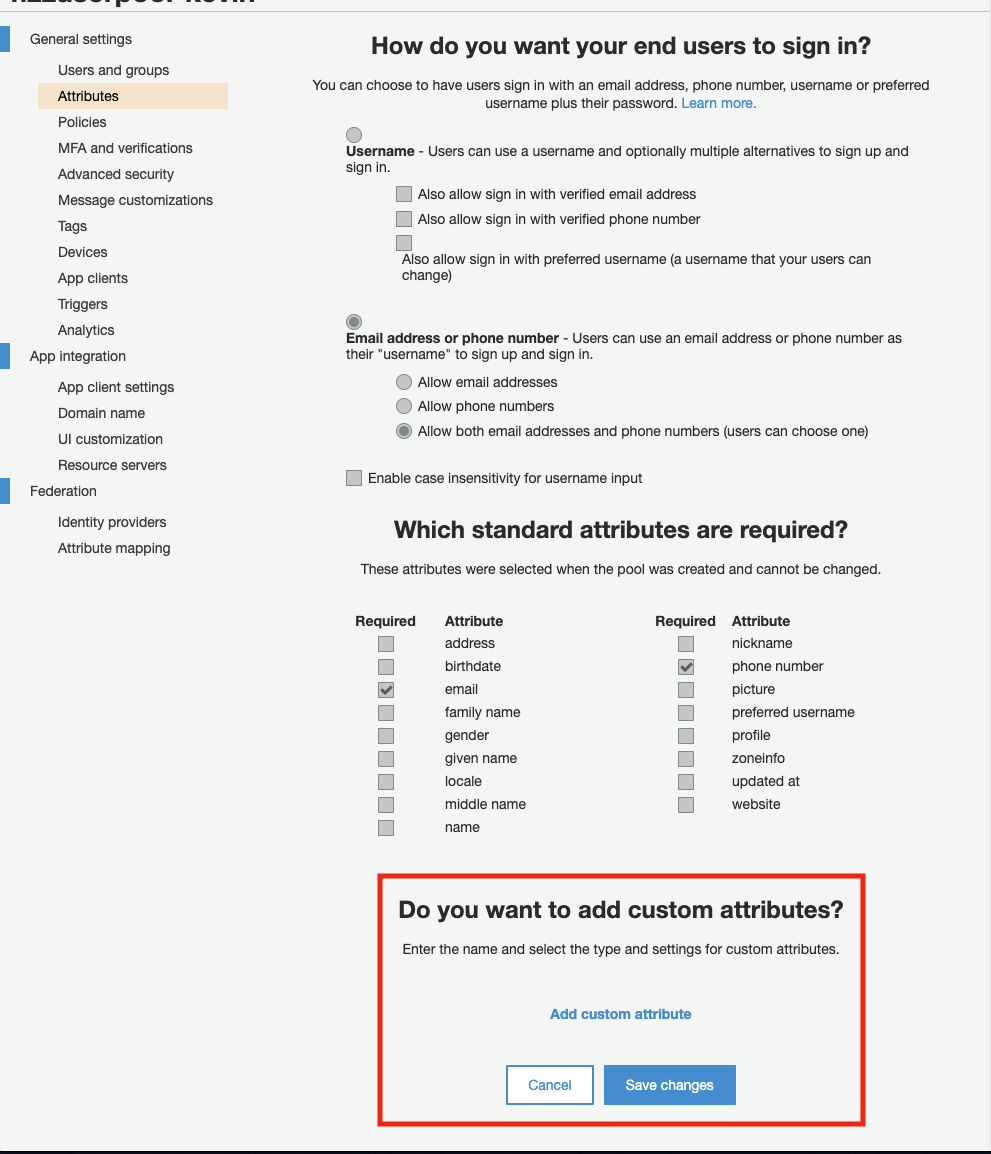 General settings
Users and groups
Attributes
Policies
MFA and verifications
Advanced security
Message customizations
Tags
Devices
App clients
Triggers
Analytics
App integration
App client settings
Domain name
UI customization
Resource servers
Federation
Identity providers
Attribute mapping
How do you want your end users to sign in?
You can choose to have users sign in with an email address, phone number, username or preferred
username plus their password. Learn more.
Username - Users can use a username and optionally multiple alternatives to sign up and
sign in.
Also allow sign in with verified email address
Also allow sign in with verified phone number
Also allow sign in with preferred username (a username that your users can
change)
Email address or phone number - Users can use an email address or phone number as
their "username" to sign up and sign in.
Allow email addresses
Allow phone numbers
Allow both email addresses and phone numbers (users can choose one)
Enable case insensitivity for username input
Which standard attributes are required?
These attributes were selected when the pool was created and cannot be changed.
Required Attribute Required Attribute
address nickname
birthdate phone number
email picture
family name preferred username
gender profile
given name zoneinfo
locale updated at
middle name website
name
Do you want to add custom attributes?
Enter the name and select the type and settings for custom attributes.
Add custom attribute
Cancel Save changes